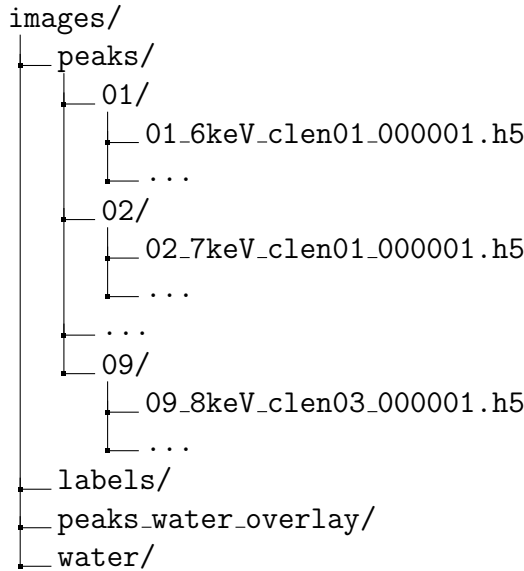 images/
peaks/
01/
01_6keV_clen01_000001.h5
...
02/
02_7keV_clen01_000001.h5
...
...
09/
09_8keV_clen03_000001.h5
...
labels/
peaks_water_overlay/
water/